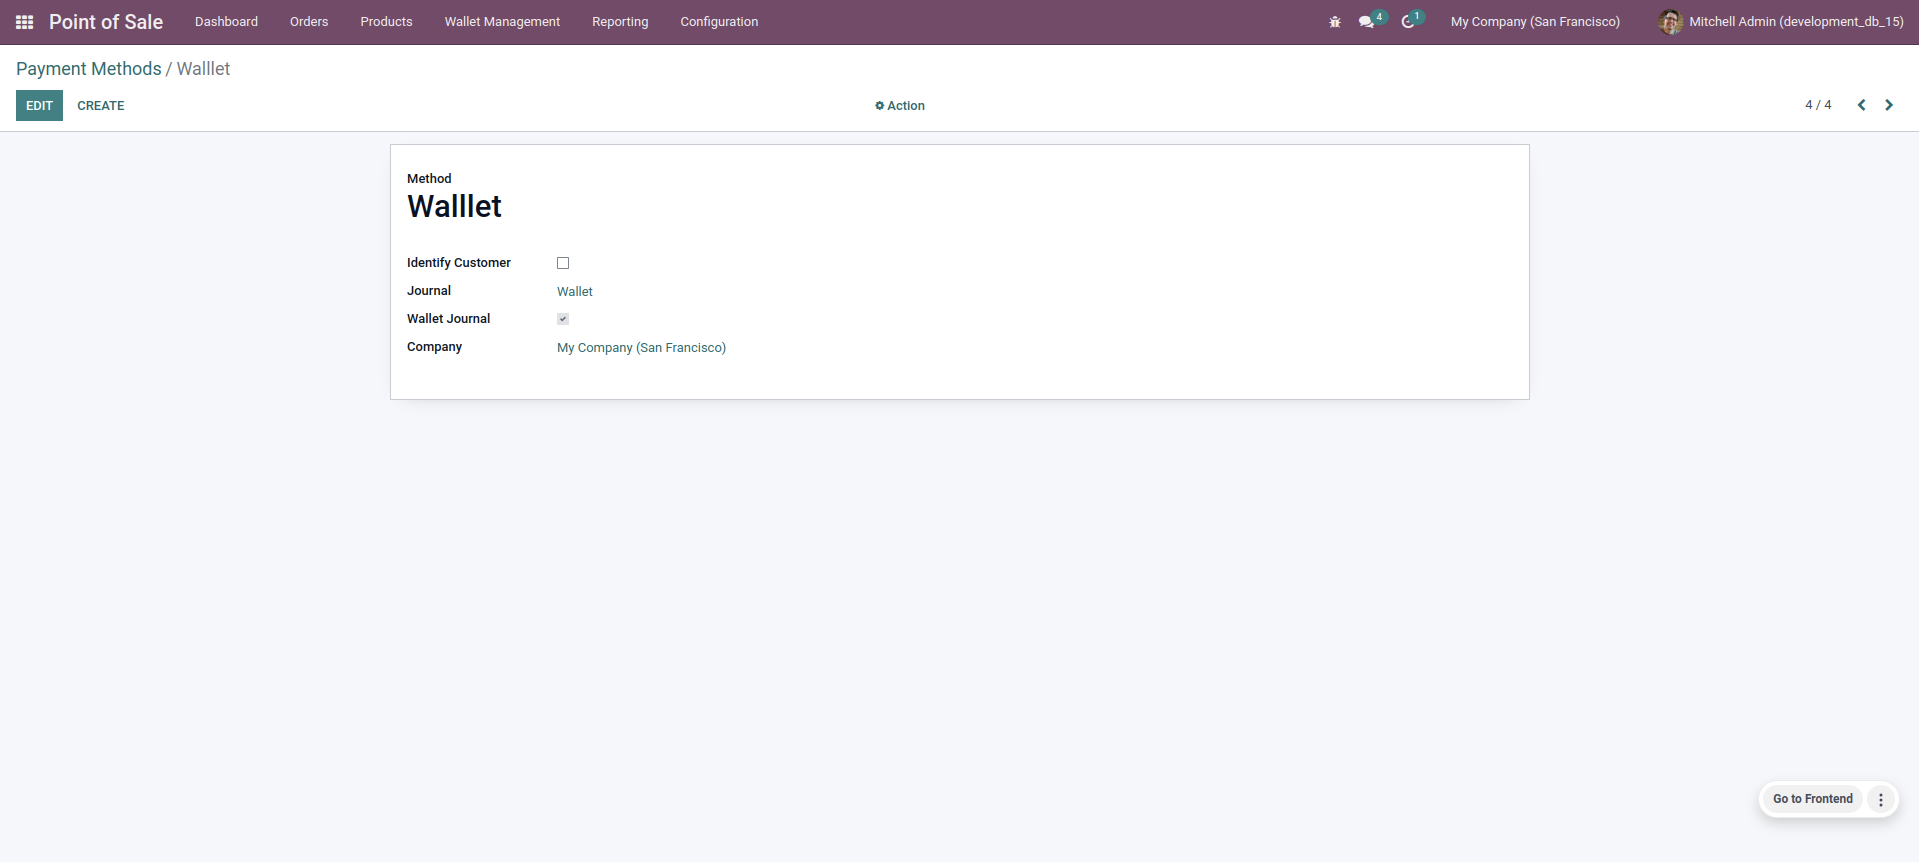 Point of Sale Dashboard Orders Products Wallet Management Reporting Configuration 4 1 My Company (San Francisco) Mitchell Admin (development_db_15)
Payment Methods / Walllet
EDIT CREATE Action 4 / 4
Method
Walllet
Identify Customer
Journal Wallet
Wallet Journal
Company My Company (San Francisco)
Go to Frontend